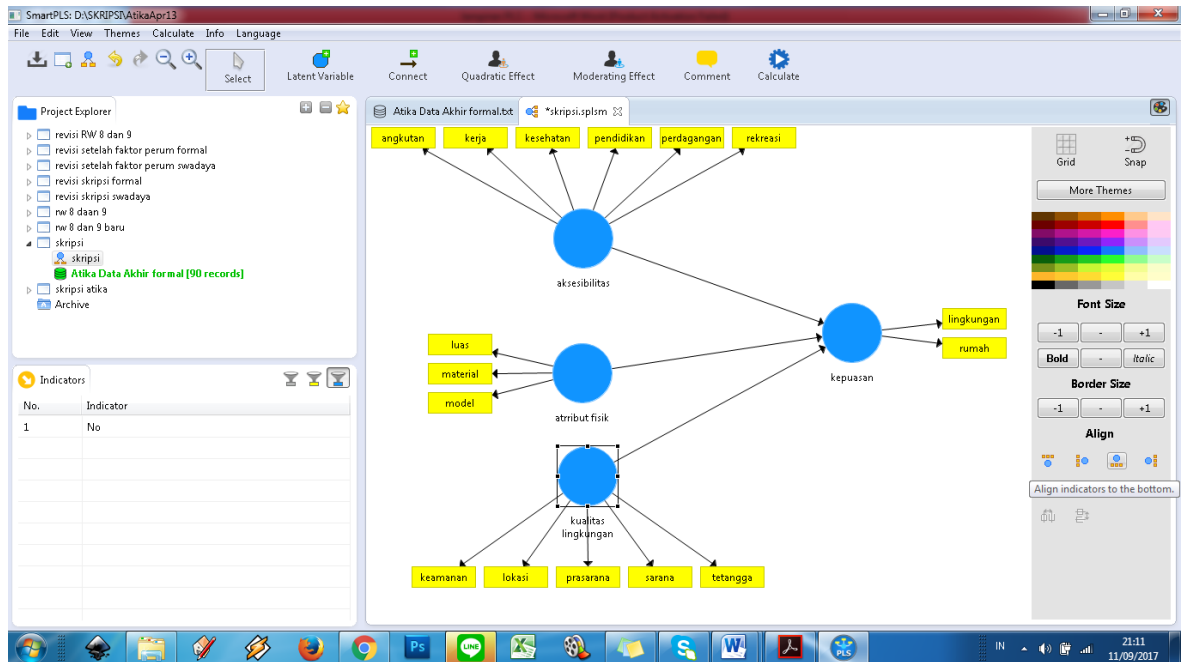 SmartPLS: D:\SKRIPSI\AtikaApr13
File Edit View Themes Calculate Info Language
Select
Latent Variable
Connect
Quadratic Effect
Moderating Effect
Comment
Calculate
Project Explorer
revisi RW 8 dan 9
revisi setelah faktor perum formal
revisi setelah faktor perum swadaya
revisi skripsi formal
revisi skripsi swadaya
rw 8 daan 9
rw 8 dan 9 baru
skripsi
skripsi
Atika Data Akhir formal [90 records]
skripsi atika
Archive
Indicators
No. Indicator
1 No
Atika Data Akhir formal.txt
*skripsi.splsm
angkutan kerja kesehatan pendidikan perdagangan rekreasi
aksesibilitas
luas
material
model
atrribut fisik
lingkungan
rumah
kepuasan
kualitas
lingkungan
keamanan lokasi prasarana sarana tetangga
Grid Snap
More Themes
Font Size
-1 - +1
Bold - Italic
Border Size
-1 - +1
Align
Align indicators to the bottom.
Ps
LINE
PLS
IN
21:11
11/09/2017